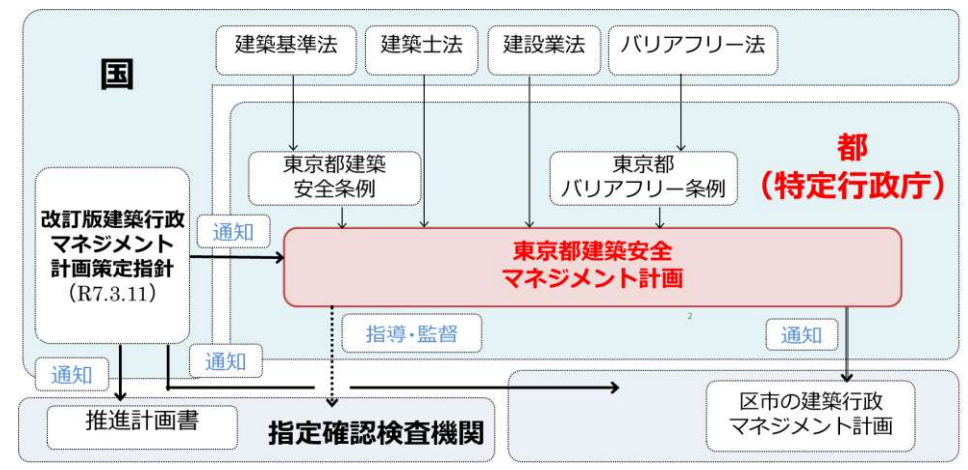 国
建築基準法
建築士法
建設業法
バリアフリー法
都
（特定行政庁）
東京都建築
安全条例
東京都
バリアフリー条例
改訂版建築行政
マネジメント
計画策定指針
（R7.3.11）
通知
東京都建築安全
マネジメント計画
2
指導・監督
通知
通知
通知
推進計画書
指定確認検査機関
区市の建築行政
マネジメント計画